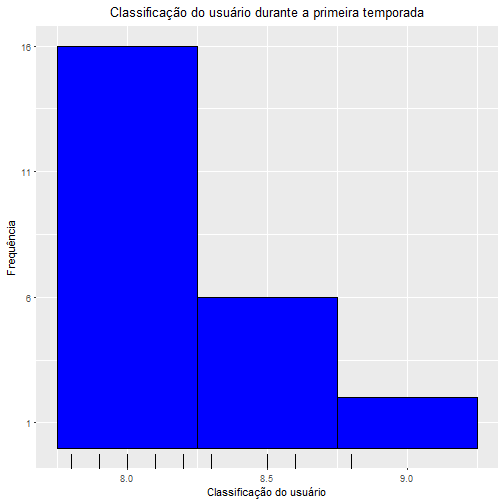 Classificação do usuário durante a primeira temporada
Frequência
16
11
6
1
8.0 8.5 9.0
Classificação do usuário